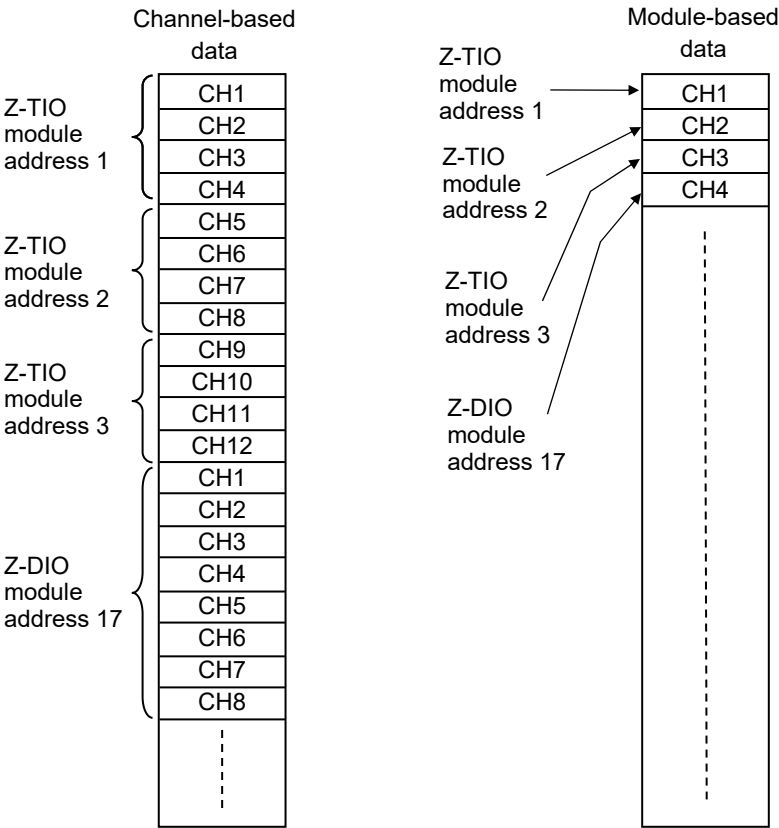 Channel-based
data
Z-TIO
module
address 1
CH1
CH2
CH3
CH4
Z-TIO
module
address 2
CH5
CH6
CH7
CH8
Z-TIO
module
address 3
CH9
CH10
CH11
CH12
Z-DIO
module
address 17
CH1
CH2
CH3
CH4
CH5
CH6
CH7
CH8
Module-based
data
Z-TIO
module
address 1
CH1
Z-TIO
module
address 2
CH2
Z-TIO
module
address 3
CH3
Z-DIO
module
address 17
CH4